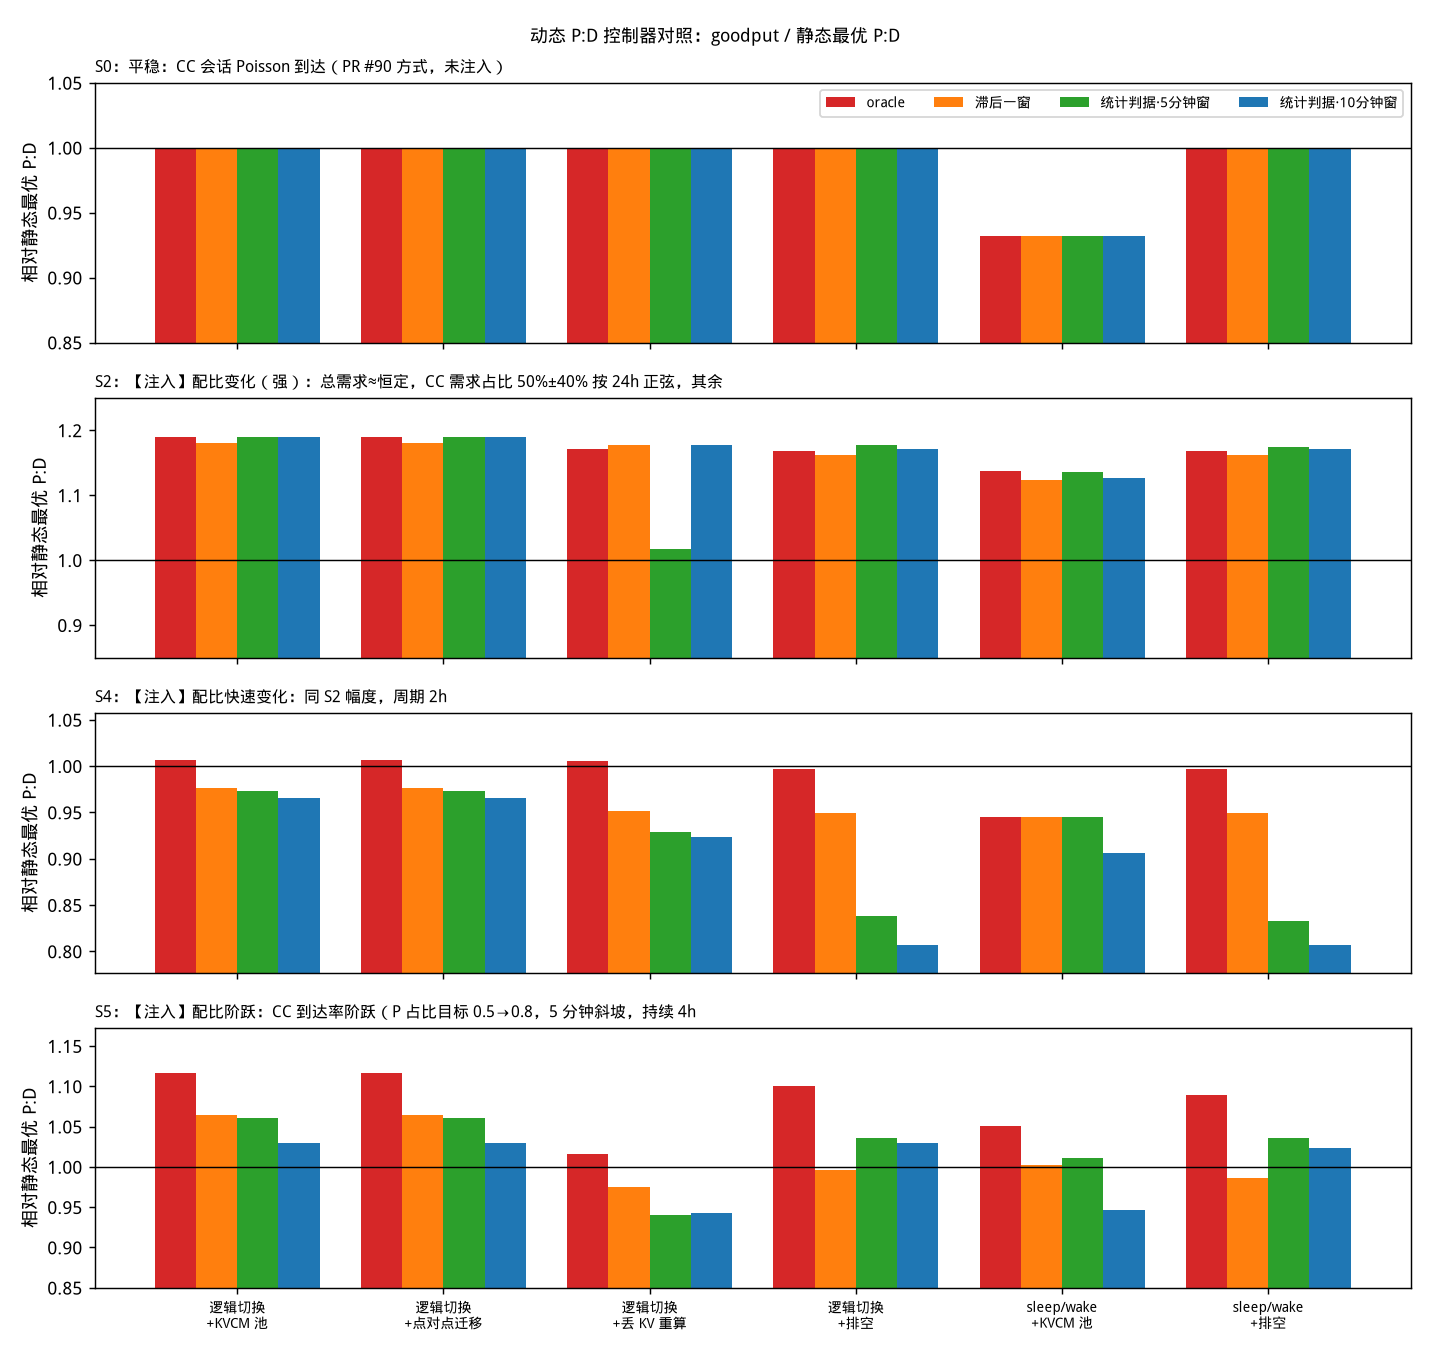 动态 P:D 控制器对照：goodput / 静态最优 P:D
S0：平稳：CC 会话 Poisson 到达（PR #90 方式，未注入）
相对静态最优 P:D
1.05
1.00
0.95
0.90
0.85
oracle
滞后一窗
统计判据·5分钟窗
统计判据·10分钟窗
S2：【注入】配比变化（强）：总需求≈恒定，CC 需求占比 50%±40% 按 24h 正弦，其余
相对静态最优 P:D
1.2
1.1
1.0
0.9
S4：【注入】配比快速变化：同 S2 幅度，周期 2h
相对静态最优 P:D
1.05
1.00
0.95
0.90
0.85
0.80
S5：【注入】配比阶跃：CC 到达率阶跃（P 占比目标 0.5→0.8，5 分钟斜坡，持续 4h
相对静态最优 P:D
1.15
1.10
1.05
1.00
0.95
0.90
0.85
逻辑切换
+KVCM 池
逻辑切换
+点对点迁移
逻辑切换
+丢 KV 重算
逻辑切换
+排空
sleep/wake
+KVCM 池
sleep/wake
+排空